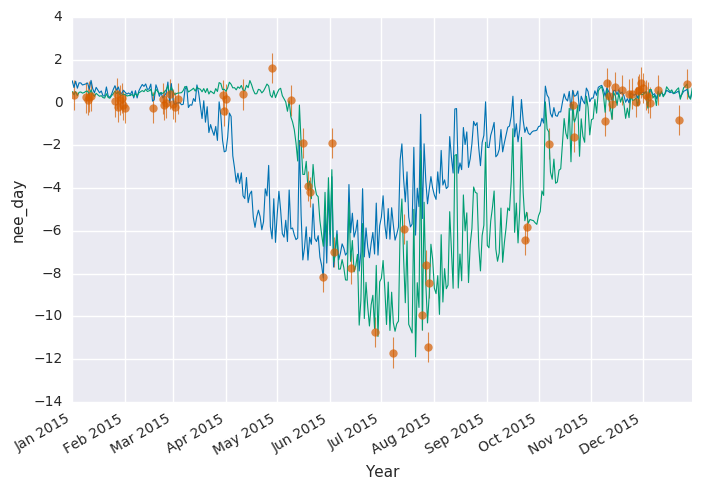 4
2
0
−2
−4
−6
−8
−10
−12
−14
nee_day
Jan 2015
Feb 2015
Mar 2015
Apr 2015
May 2015
Jun 2015
Jul 2015
Aug 2015
Sep 2015
Oct 2015
Nov 2015
Dec 2015
Year